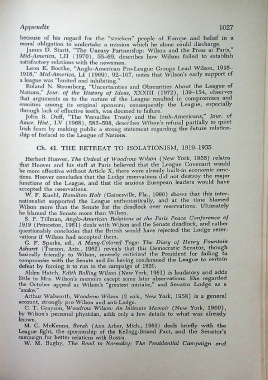 Appendix 1027
because of his regard for the "stricken" people of Europe and belief in a
moral obligation to undertake a mission which he alone could discharge.
James D. Startt, "The Uneasy Partnership: Wilson and the Press at Paris,"
Mid-America, LII (1970), 55-69, describes how Wilson failed to establish
satisfactory relations with the newsmen.
Leon E. Boothe, "Anglo-American Pro-League Groups Lead Wilson, 1915-
1918," Mid-America, LI (1969), 92-107, notes that Wilson's early support of
a league was "limited and hesitating."
Roland N. Stromberg, "Uncertainties and Obscurities About the League of
Nations," Jour. of the History of Ideas, XXXIII (1972), 139-154, observes
that arguments as to the nature of the League resulted in compromises and
enemies among its original sponsors; consequently the League, especially
through lack of effective teeth, was threatened from the outset.
John B. Duff, "The Versailles Treaty and the Irish-Americans," Jour. of
Amer. Hist., LV (1968), 582-598, describes Wilson's refusal partially to quiet
Irish fears by making public a strong statement regarding the future relation-
ship of Ireland to the League of Nations.
Ch. 41. THE RETREAT TO ISOLATIONISM, 1919-1935
Herbert Hoover, The Ordeal of Woodrow Wilson (New York, 1958) relates
that Hoover and his staff at Paris believed that the League Covenant would
be more effective without Article X; there were already built-in economic sanc-
tions. Hoover concludes that the Lodge reservations did not destroy the major
functions of the League, and that the anxious European leaders would have
accepted the reservations.
W. F. Kuehl, Hamilton Holt (Gainesville, Fla., 1960) shows that this inter-
nationalist supported the League enthusiastically, and at the time blamed
Wilson more than the Senate for the deadlock over reservations. Ultimately
he blamed the Senate more than Wilson.
S. P. Tillman, Anglo-American Relations at the Paris Peace Conference of
1919 (Princeton, 1961) deals with Wilson and the Senate deadlock, and rather
questionably concludes that the British would have rejected the Lodge reser-
vations if Wilson had accepted them.
G. F. Sparks, ed., A Many-Colored Toga: The Diary of Henry Fountain
Ashurst (Tucson, Ariz., 1962) reveals that this Democratic Senator, though
basically friendly to Wilson, severely criticized the President for failing to
compromise with the Senate and for having condemned the League to certain
defeat by forcing it to run in the campaign of 1920.
Alden Hatch, Edith Bolling Wilson (New York, 1961) is laudatory and adds
little to Mrs. Wilson's memoirs except some later observations. She regarded
the October appeal as Wilson's "greatest mistake," and Senator Lodge as a
"snake."
Arthur Walworth, Woodrow Wilson (2 vols., New York, 1958) is a general
account, strongly pro-Wilson and anti-Lodge.
C. T. Grayson, Woodrow Wilson: An Intimate Memoir (New York, 1960),
by Wilson's personal physician, adds only a few details to what was already
known.
M. C. McKenna, Borah (Ann Arbor, Mich., 1961) deals briefly with the
League fight, the sponsorship of the Kellogg-Briand Pact, and the Senator's
campaign for better relations with Russia.
W. M. Bagby, The Road to Normalcy: The Presidential Campaign and